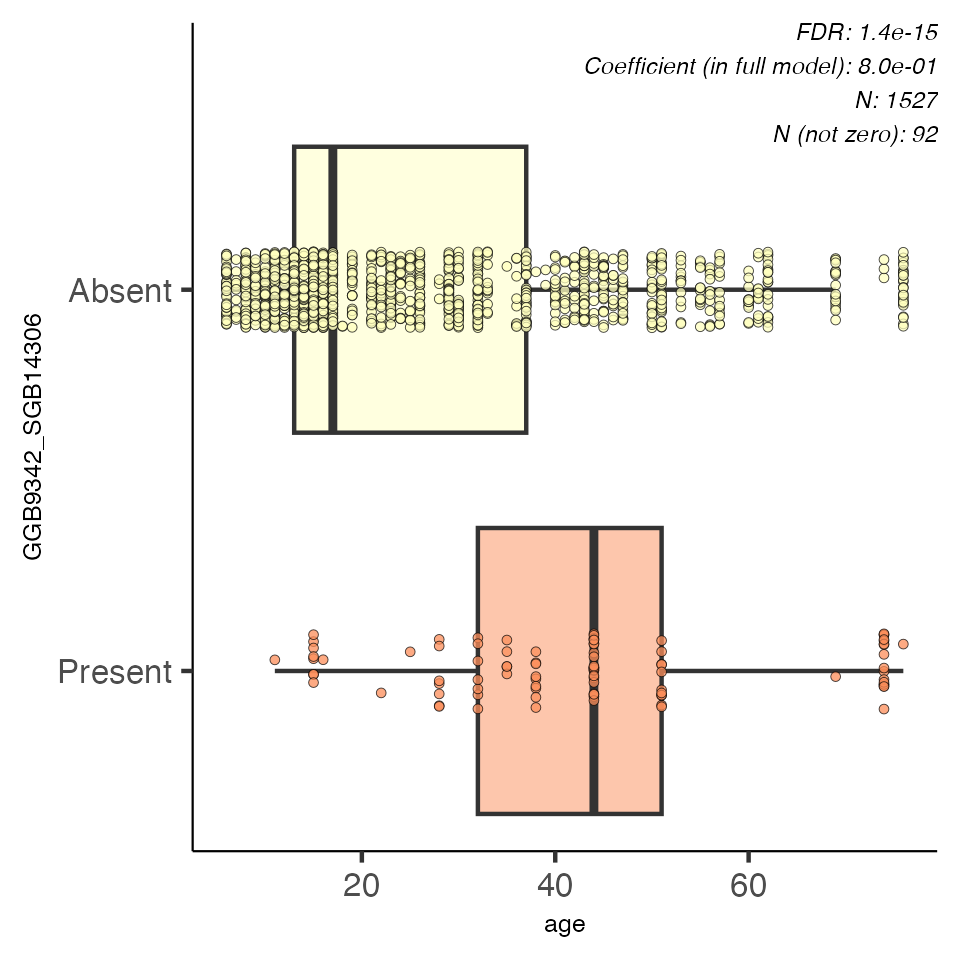 FDR: 1.4e-15
Coefficient (in full model): 8.0e-01
N: 1527
N (not zero): 92
GGB9342_SGB14306
Absent
Present
20 40 60
age